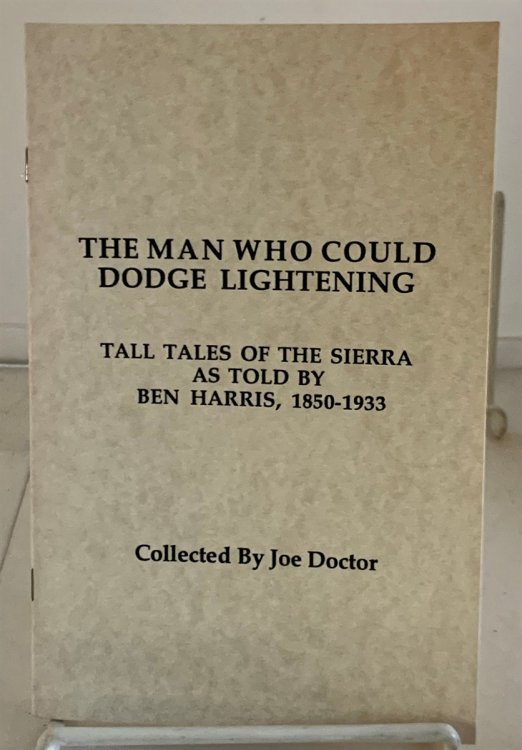 THE MAN WHO COULD
DODGE LIGHTENING
TALL TALES OF THE SIERRA
AS TOLD BY
BEN HARRIS, 1850-1933
Collected By Joe Doctor